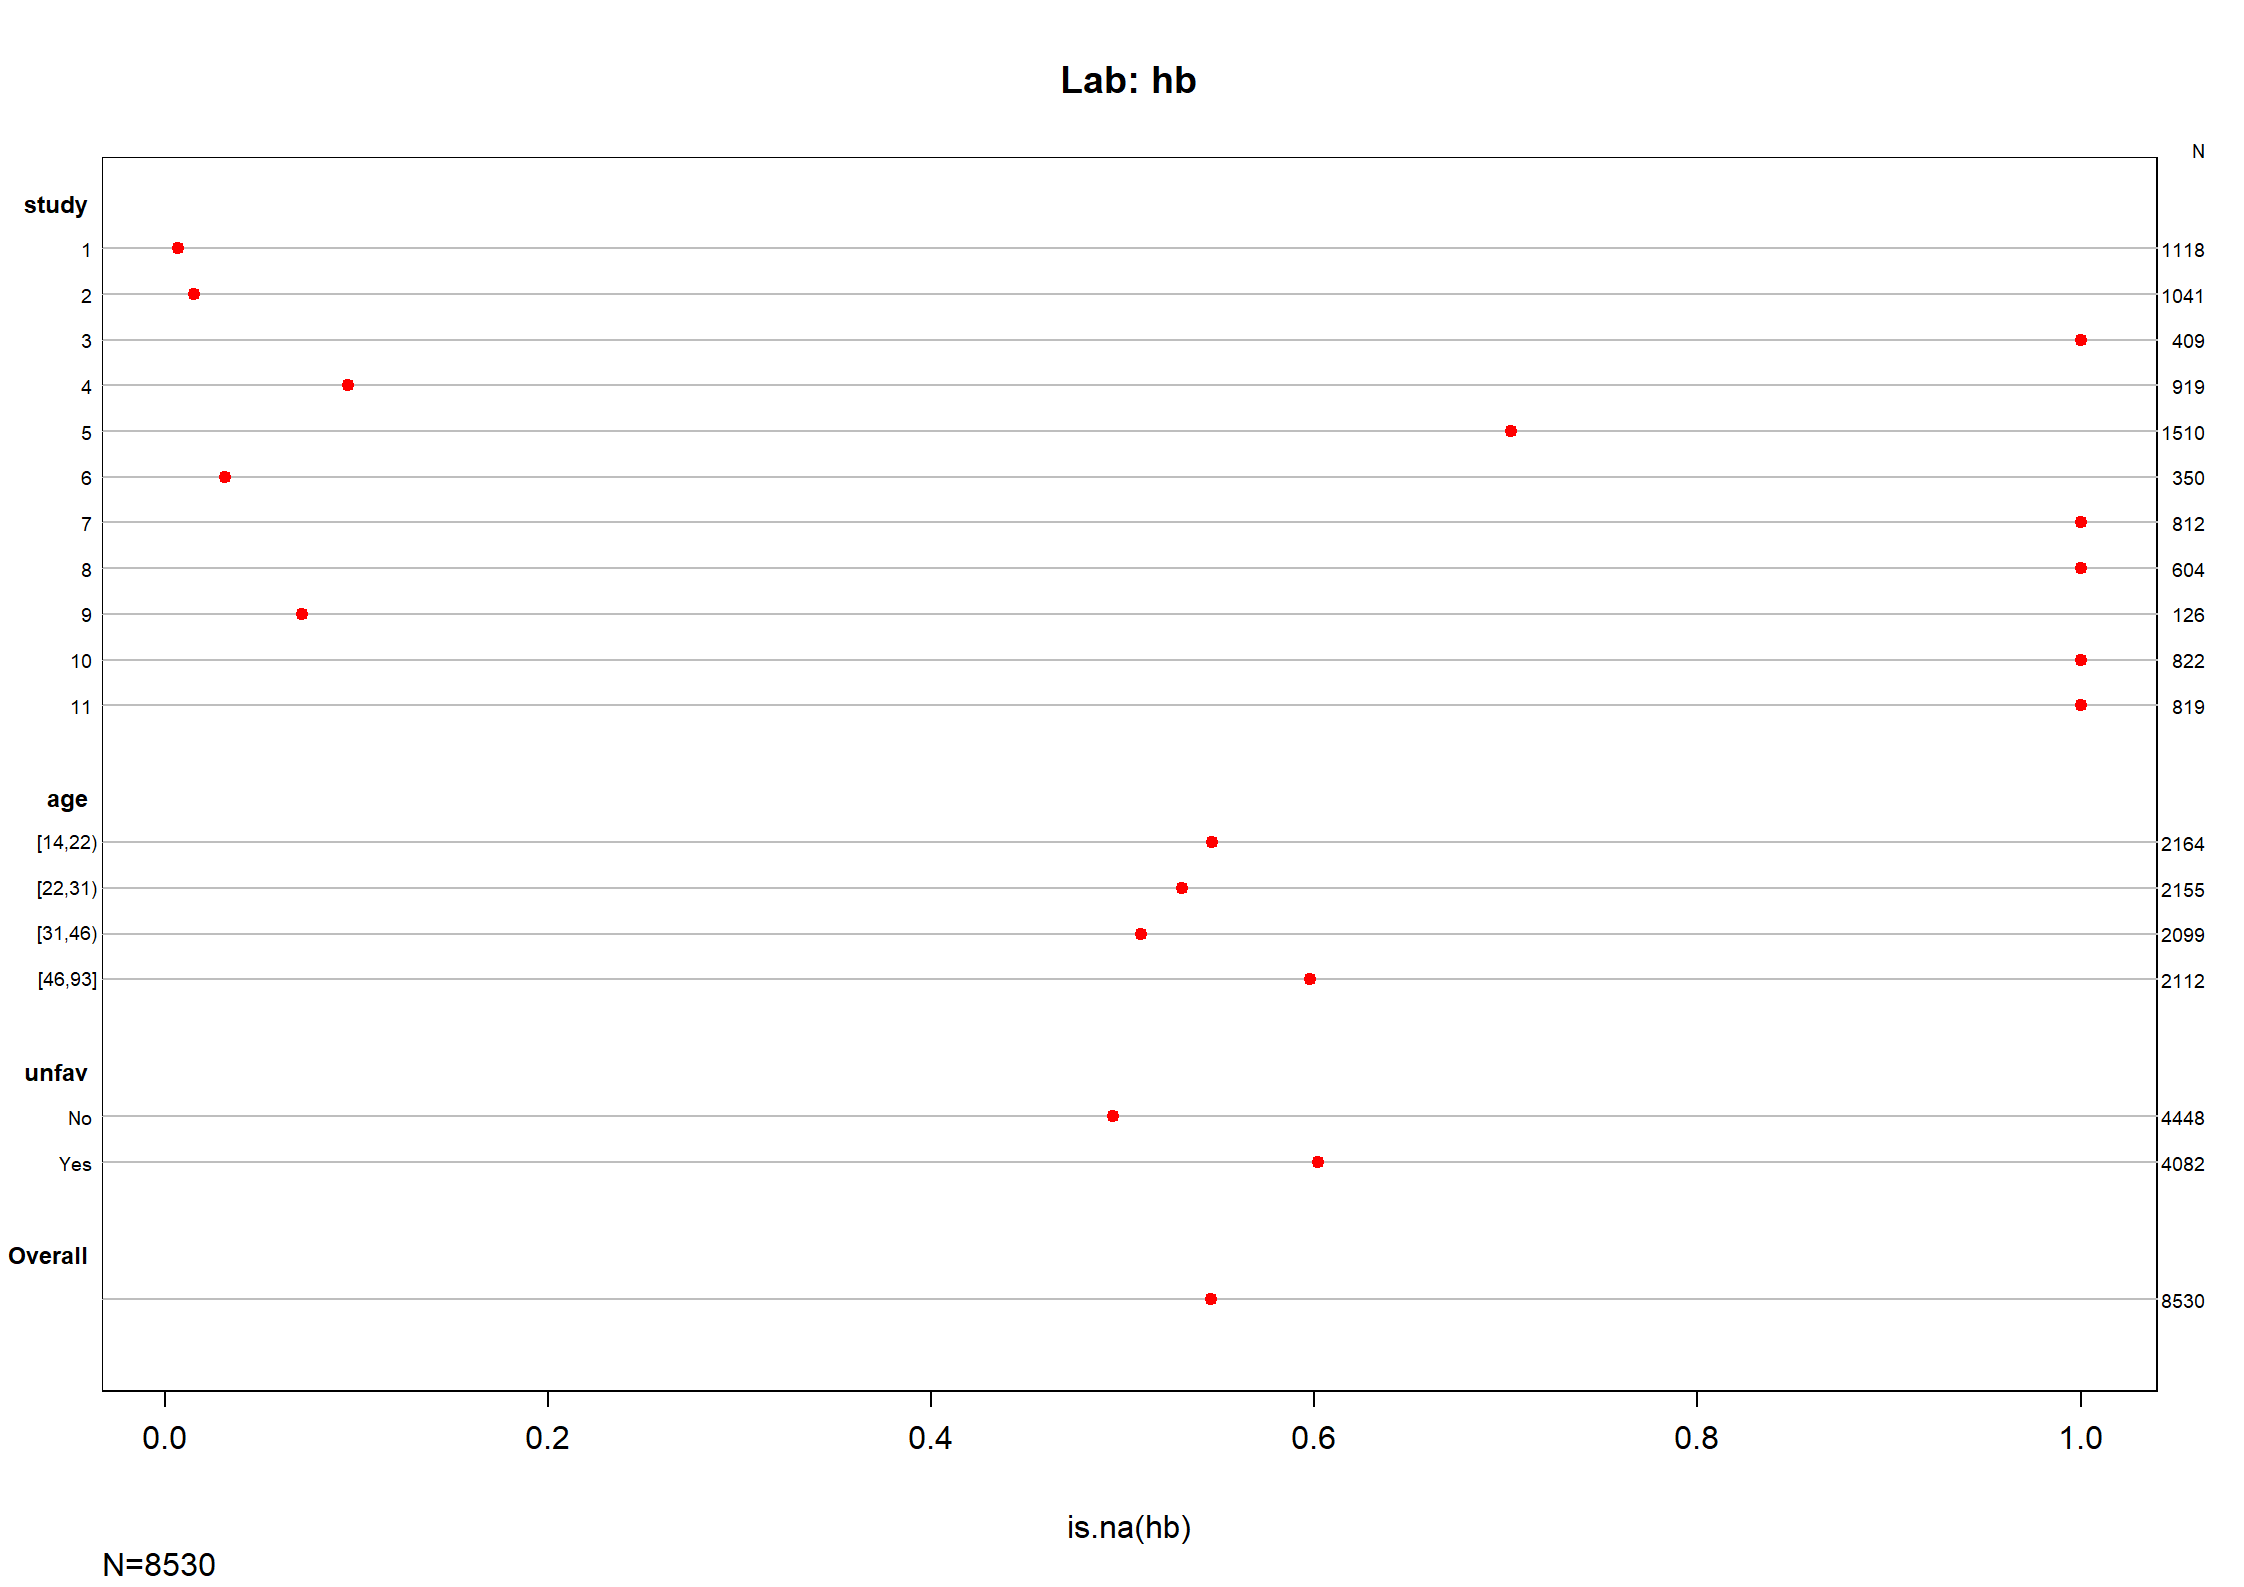 Lab: hb
N
study
1 1118
2 1041
3 409
4 919
5 1510
6 350
7 812
8 604
9 126
10 822
11 819
age
[14,22) 2164
[22,31) 2155
[31,46) 2099
[46,93] 2112
unfav
No 4448
Yes 4082
Overall
8530
0.0 0.2 0.4 0.6 0.8 1.0
is.na(hb)
N=8530